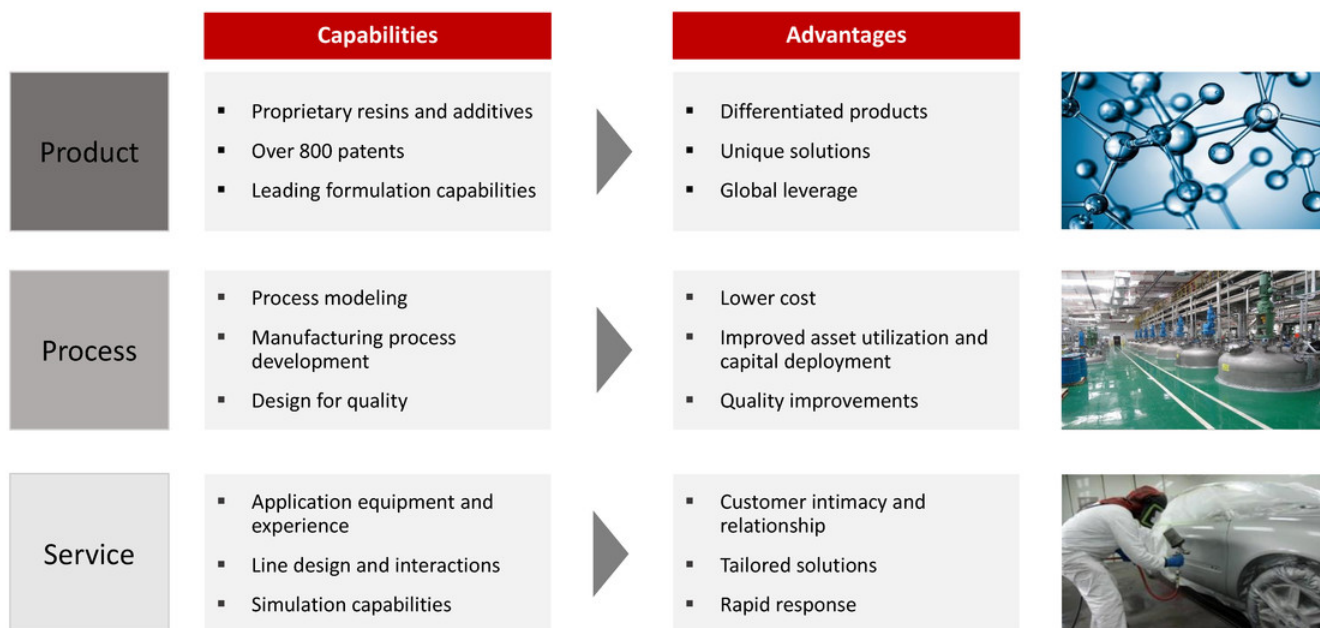 Capabilities
Advantages
Product
▪ Proprietary resins and additives
▪ Over 800 patents
▪ Leading formulation capabilities
▪ Differentiated products
▪ Unique solutions
▪ Global leverage
Process
▪ Process modeling
▪ Manufacturing process
development
▪ Design for quality
▪ Lower cost
▪ Improved asset utilization and
capital deployment
▪ Quality improvements
Service
▪ Application equipment and
experience
▪ Line design and interactions
▪ Simulation capabilities
▪ Customer intimacy and
relationship
▪ Tailored solutions
▪ Rapid response